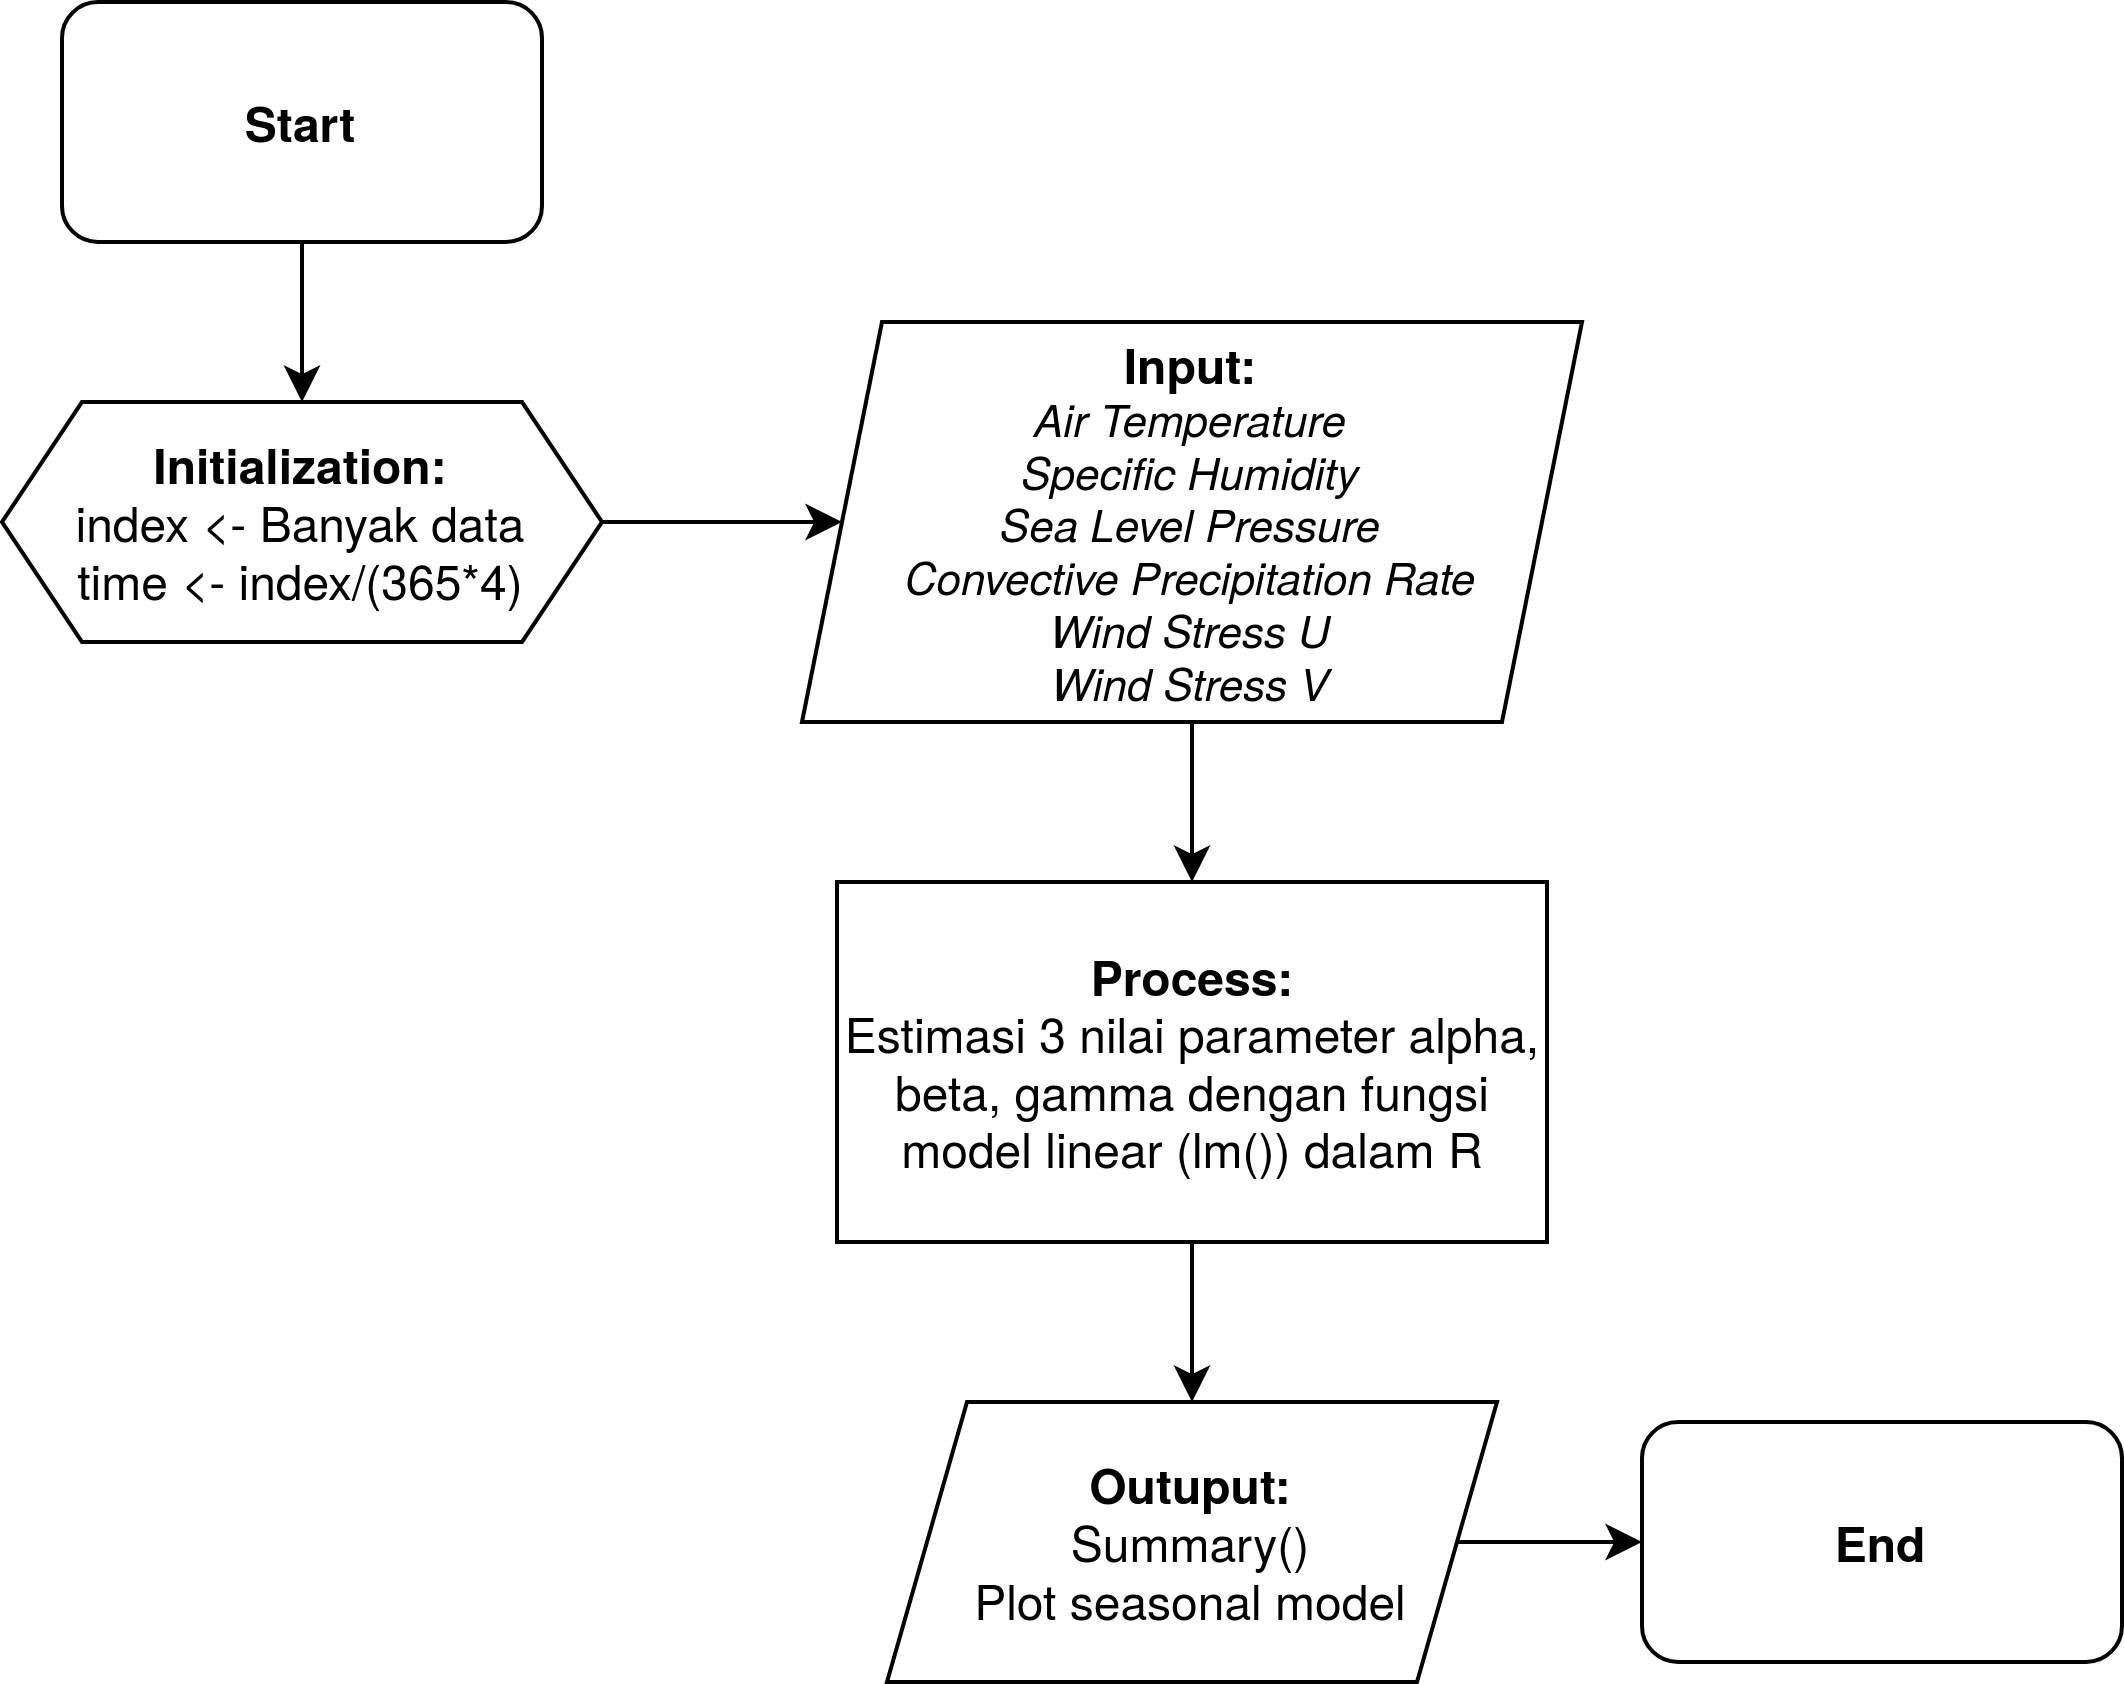 Start
Initialization:
index <- Banyak data
time <- index/(365*4)
Input:
Air Temperature
Specific Humidity
Sea Level Pressure
Convective Precipitation Rate
Wind Stress U
Wind Stress V
Process:
Estimasi 3 nilai parameter alpha,
beta, gamma dengan fungsi
model linear (lm()) dalam R
Outuput:
Summary()
Plot seasonal model
End